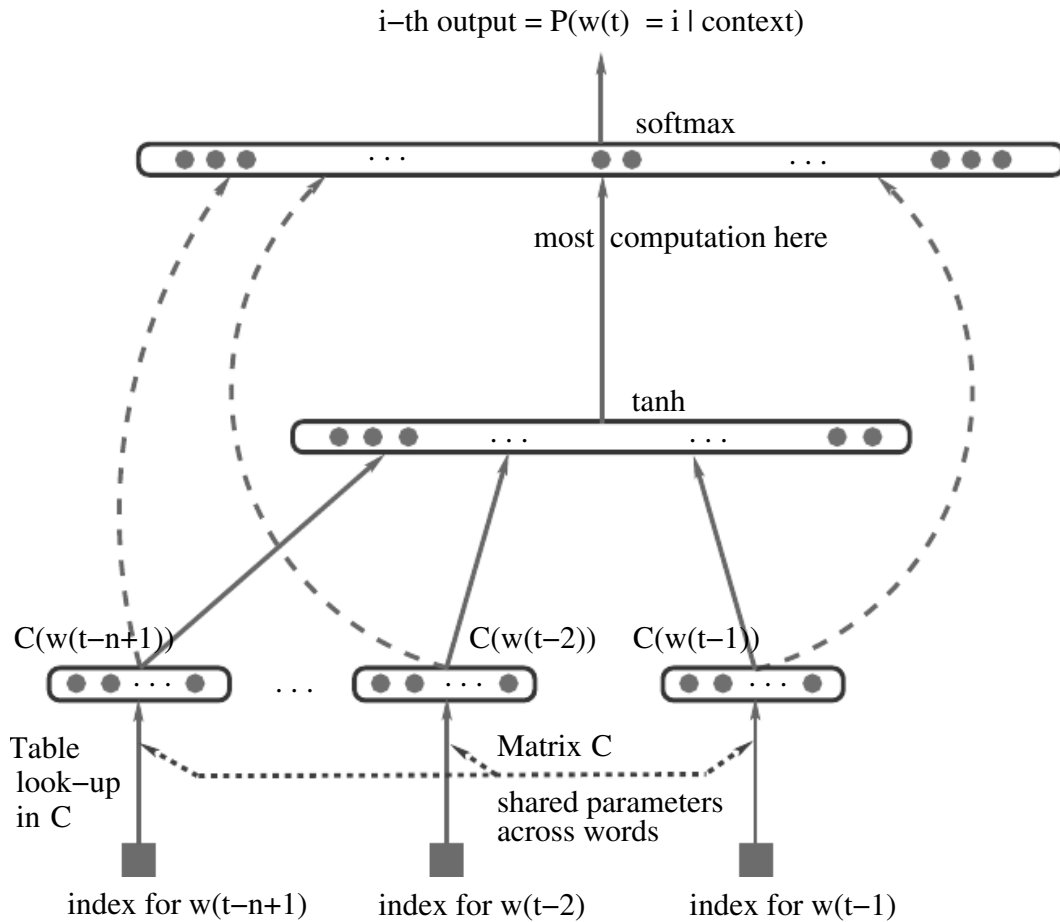 i−th output = P(w(t) = i | context)
softmax
. . . . . .
most computation here
tanh
. . . . . .
C(w(t−n+1)) C(w(t−2)) C(w(t−1))
. . . . . . . . . . . .
Table
look−up
in C
Matrix C
shared parameters
across words
index for w(t−n+1) index for w(t−2) index for w(t−1)